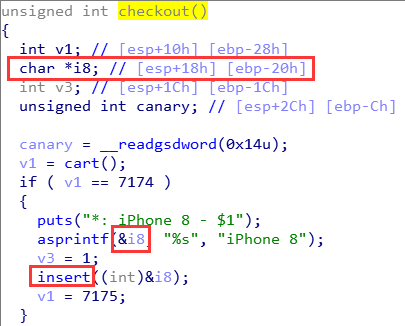 unsigned int checkout()
{
  int v1; // [esp+10h] [ebp-28h]
  char *i8; // [esp+18h] [ebp-20h]
  int v3; // [esp+1Ch] [ebp-1Ch]
  unsigned int canary; // [esp+2Ch] [ebp-Ch]

  canary = __readgsdword(0x14u);
  v1 = cart();
  if ( v1 == 7174 )
  {
    puts("*: iPhone 8 - $1");
    asprintf(&i8, "%s", "iPhone 8");
    v3 = 1;
    insert((int)&i8);
    v1 = 7175;
  }